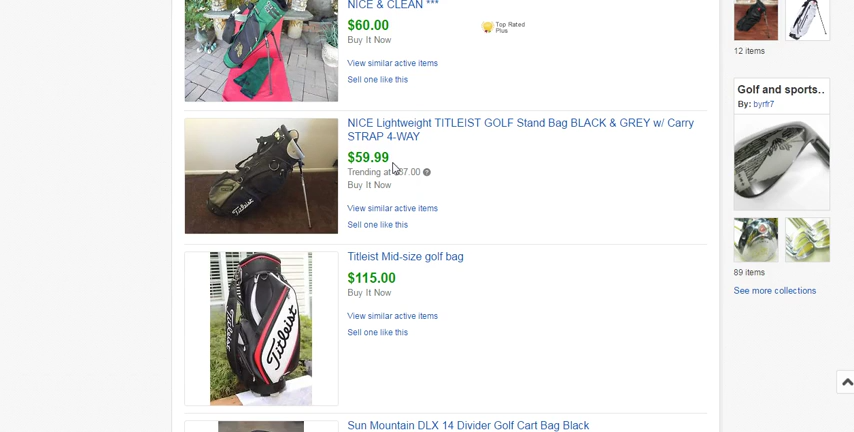 NICE & CLEAN ***
$60.00
Top Rated
Plus
Buy It Now
View similar active items
Sell one like this
NICE Lightweight TITLEIST GOLF Stand Bag BLACK & GREY w/ Carry
STRAP 4-WAY
$59.99
Trending at
Buy It Now
View similar active items
Sell one like this
Titleist
Titleist Mid-size golf bag
$115.00
Buy It Now
View similar active items
Sell one like this
Titleist
Sun Mountain DLX 14 Divider Golf Cart Bag Black
12 items
Golf and sports..
By: byrfr7
89 items
See more collections